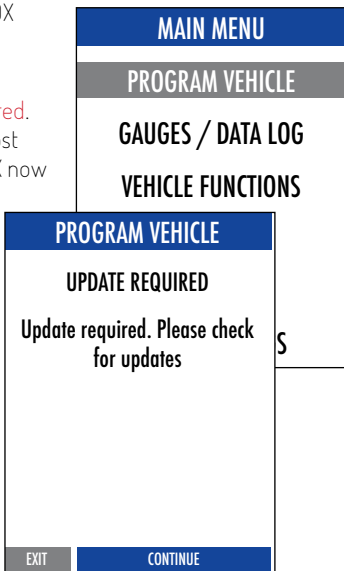 MAIN MENU
PROGRAM VEHICLE
GAUGES / DATA LOG
VEHICLE FUNCTIONS
now
PROGRAM VEHICLE
UPDATE REQUIRED
Update required. Please check
for updates
EXIT CONTINUE